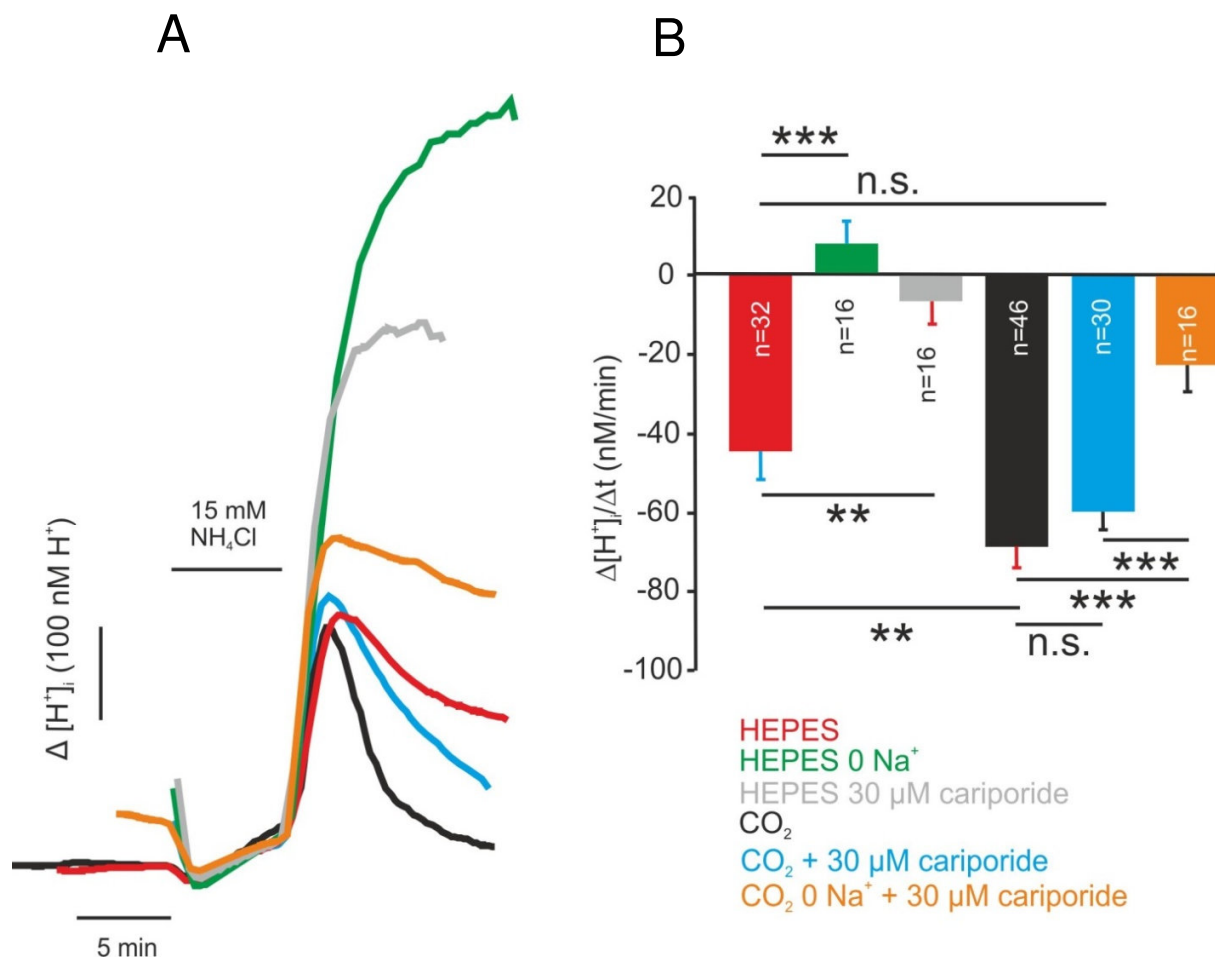 A
15 mM
NH₄Cl
Δ [H⁺]ᵢ (100 nM H⁺)
5 min
B
***
n.s.
20
0
-20
-40
-60
-80
-100
Δ[H⁺]ᵢ/Δt (nM/min)
n=32
n=16
n=16
n=46
n=30
n=16
**
***
***
**
n.s.
HEPES
HEPES 0 Na⁺
HEPES 30 µM cariporide
CO₂
CO₂ + 30 µM cariporide
CO₂ 0 Na⁺ + 30 µM cariporide